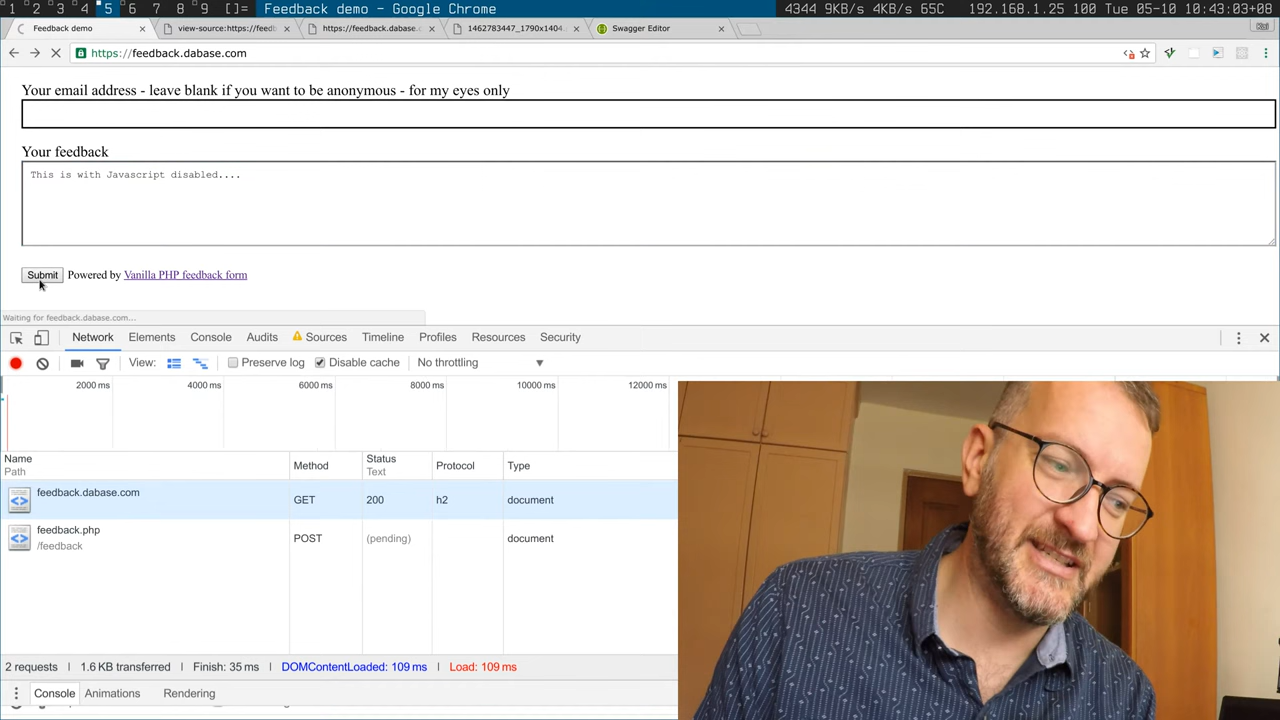 1 2 3 4 5 6 7 8 9 []= Feedback demo - Google Chrome 4344 9KB/s 4KB/s 65C 192.168.1.25 100 Tue 05-10 10:43:03+08
Feedback demo × view-source:https://feedb × https://feedback.dabase. × 1462783447_1790x1404. × Swagger Editor × Kai
https://feedback.dabase.com
Your email address - leave blank if you want to be anonymous - for my eyes only
Your feedback
This is with Javascript disabled....
Submit Powered by Vanilla PHP feedback form
Waiting for feedback.dabase.com...
Network Elements Console Audits Sources Timeline Profiles Resources Security
View: Preserve log Disable cache No throttling
2000 ms 4000 ms 6000 ms 8000 ms 10000 ms 12000 ms
Name Method Status Protocol Type
Path Text
feedback.dabase.com GET 200 h2 document
feedback.php POST (pending) document
/feedback
2 requests | 1.6 KB transferred | Finish: 35 ms | DOMContentLoaded: 109 ms | Load: 109 ms
Console Animations Rendering